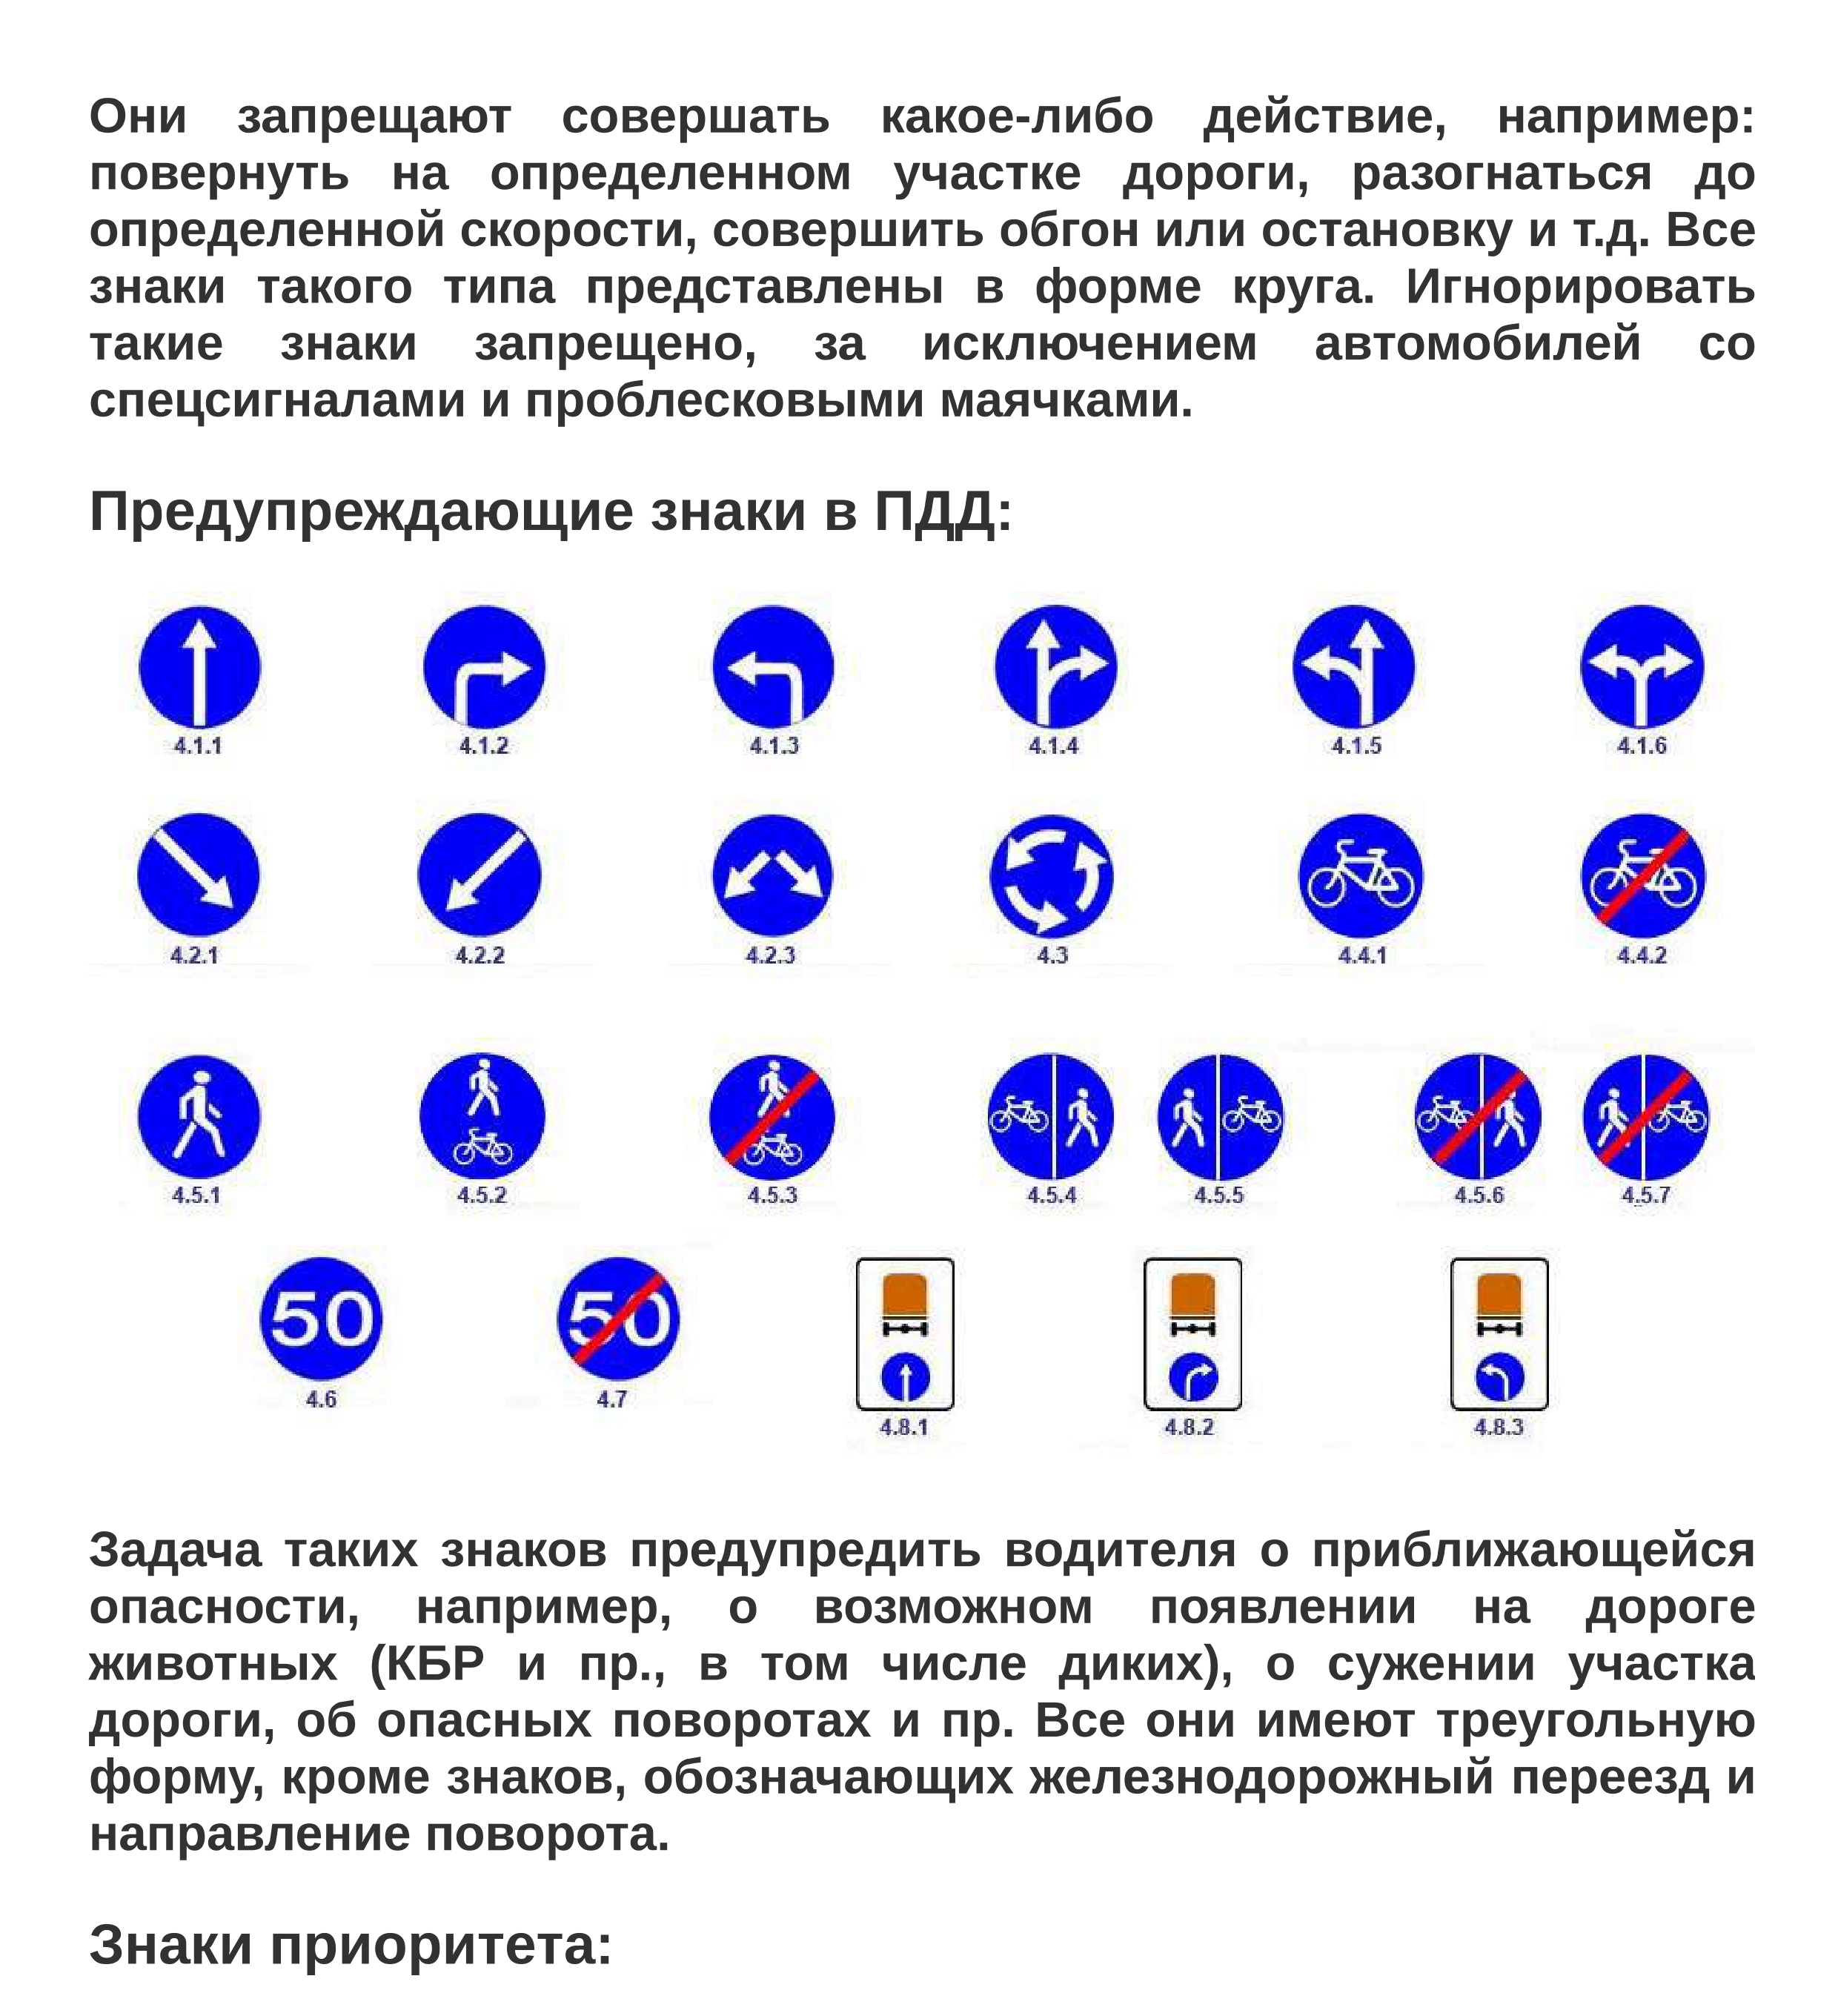 Они запрещают совершать какое-либо действие, например:
повернуть на определенном участке дороги, разогнаться до
определенной скорости, совершить обгон или остановку и т.д. Все
знаки такого типа представлены в форме круга. Игнорировать
такие знаки запрещено, за исключением автомобилей со
спецсигналами и проблесковыми маячками.
Предупреждающие знаки в ПДД:
4.1.1 4.1.2 4.1.3 4.1.4 4.1.5 4.1.6
4.2.1 4.2.2 4.2.3 4.3 4.4.1 4.4.2
4.5.1 4.5.2 4.5.3 4.5.4 4.5.5 4.5.6 4.5.7
50 50
4.6 4.7
4.8.1 4.8.2 4.8.3
Задача таких знаков предупредить водителя о приближающейся
опасности, например, о возможном появлении на дороге
животных (КБР и пр., в том числе диких), о сужении участка
дороги, об опасных поворотах и пр. Все они имеют треугольную
форму, кроме знаков, обозначающих железнодорожный переезд и
направление поворота.
Знаки приоритета: